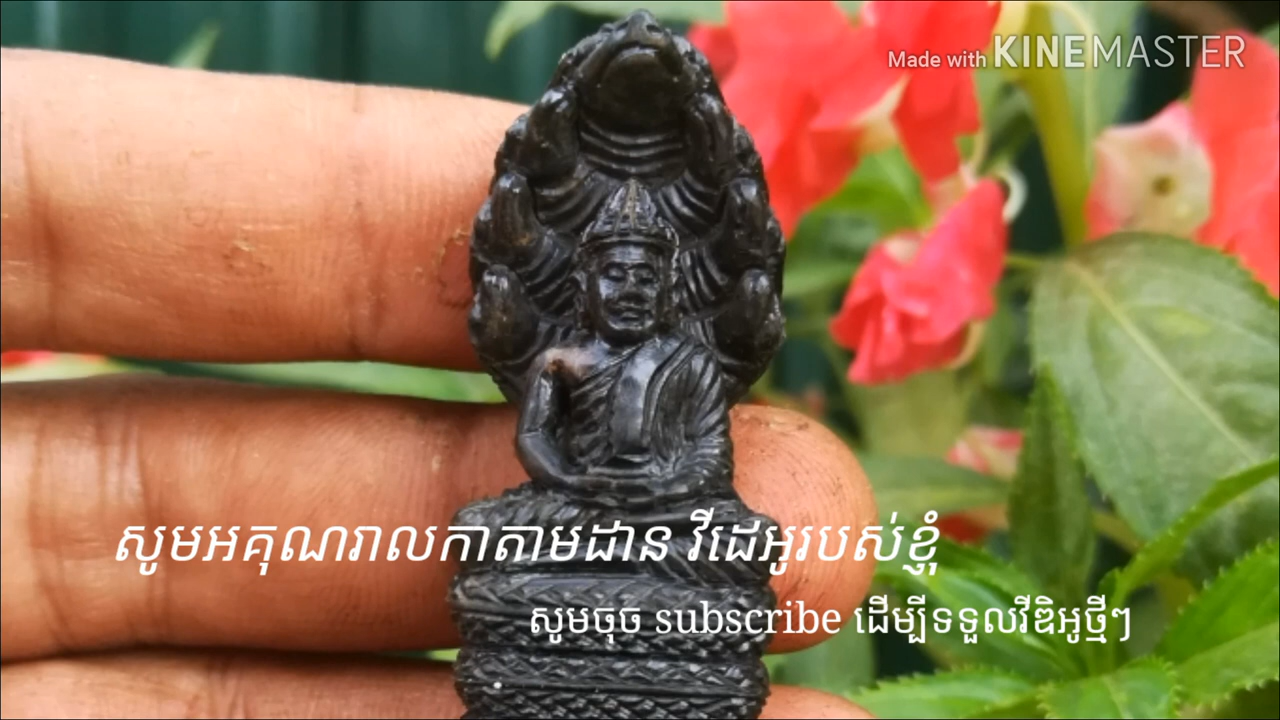 Made with KINEMASTER
សូមអគុណរាលកាតាមដាន វីដេអូរបស់ខ្ញុំ
សូមចុច subscribe ដើម្បីទទួលវីឌិអូថ្មីៗ